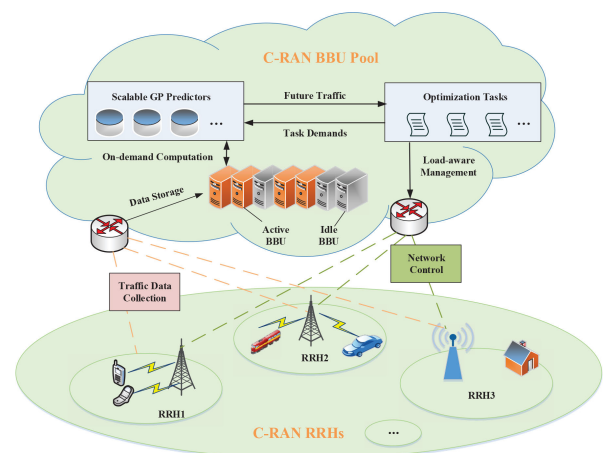 C-RAN BBU Pool
Scalable GP Predictors
...
Future Traffic
Task Demands
Optimization Tasks
...
On-demand Computation
Load-aware
Management
Data Storage
Active
BBU
Idle
BBU
Traffic Data
Collection
Network
Control
RRH1
RRH2
RRH3
C-RAN RRHs
...